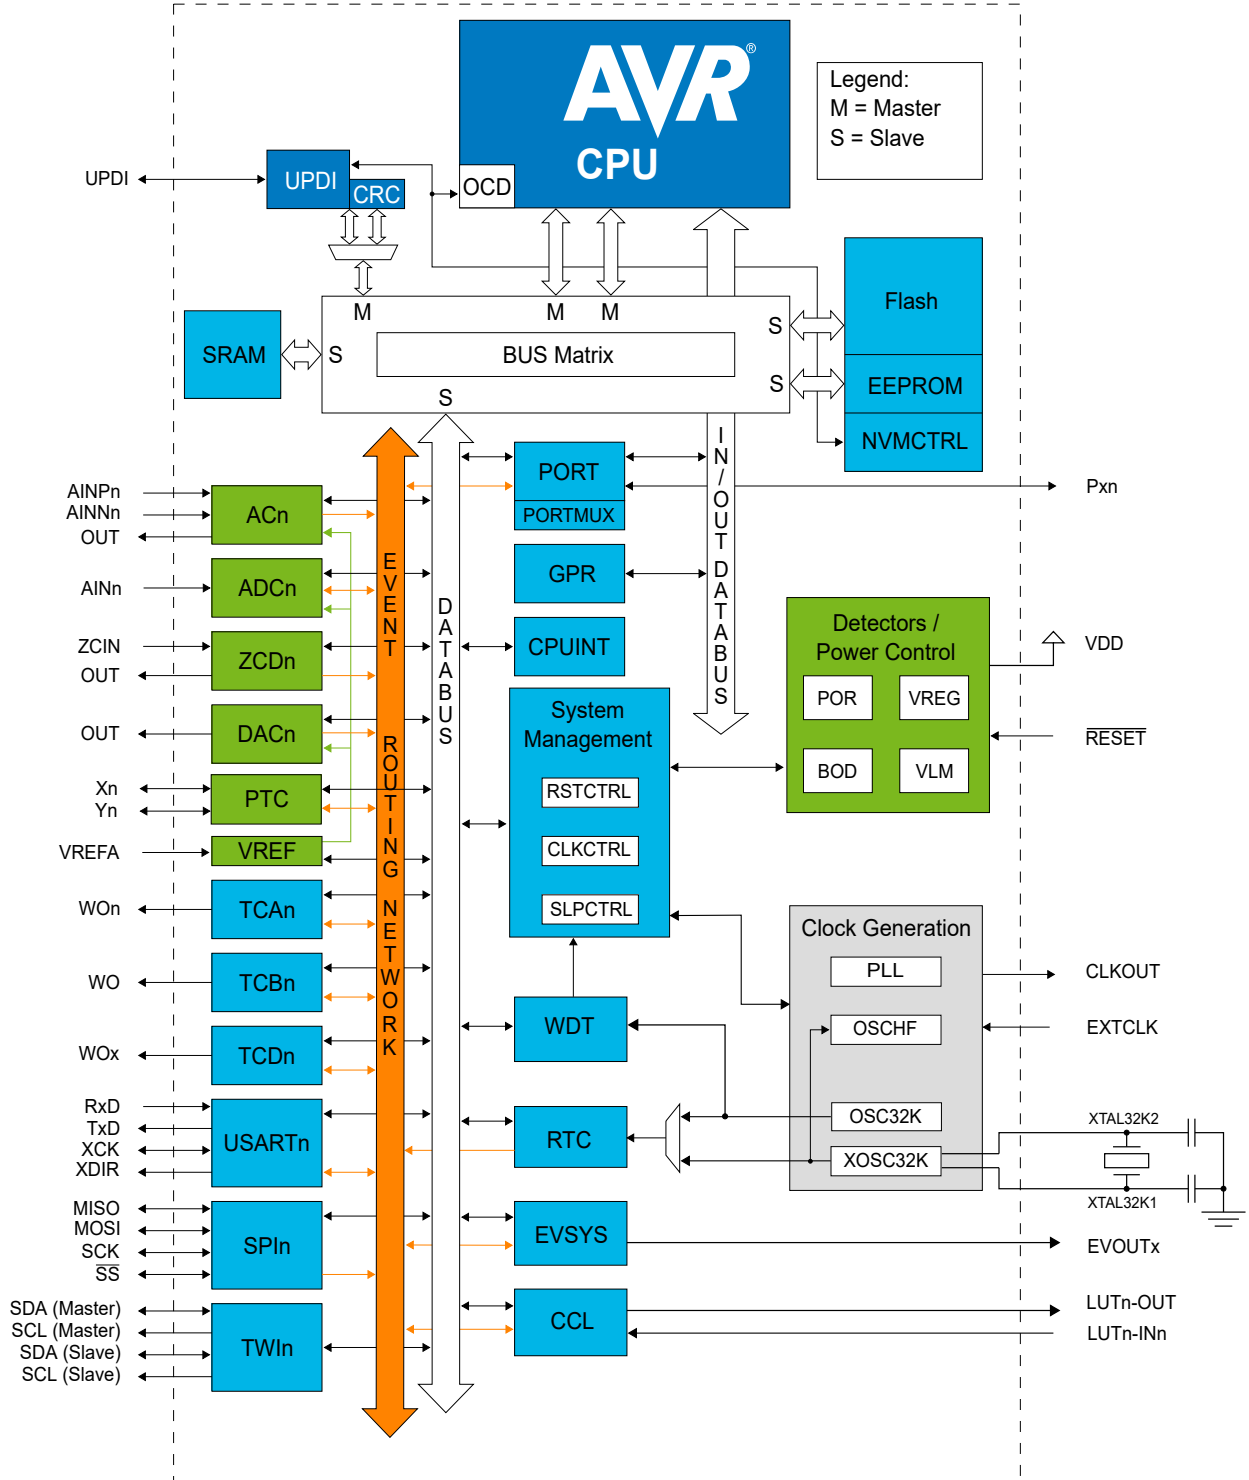 AVR®
CPU
OCD
Legend:
M = Master
S = Slave
UPDI
UPDI
CRC
Flash
EEPROM
NVMCTRL
M
M
M
SRAM
S
BUS Matrix
S
S
S
IN/OUT DATABUS
EVENT ROUTING NETWORK
DATABUS
PORT
PORTMUX
Pxn
GPR
CPUINT
AINPn
AINNn
OUT
ACn
AINn
ADCn
ZCIN
OUT
ZCDn
OUT
DACn
Xn
Yn
PTC
VREFA
VREF
WOn
TCAn
WO
TCBn
WOx
TCDn
RxD
TxD
XCK
XDIR
USARTn
MISO
MOSI
SCK
SS
SPIn
SDA (Master)
SCL (Master)
SDA (Slave)
SCL (Slave)
TWIn
System
Management
RSTCTRL
CLKCTRL
SLPCTRL
Detectors /
Power Control
POR
VREG
BOD
VLM
VDD
RESET
WDT
RTC
EVSYS
CCL
Clock Generation
PLL
OSCHF
OSC32K
XOSC32K
CLKOUT
EXTCLK
XTAL32K2
XTAL32K1
EVOUTx
LUTn-OUT
LUTn-INn